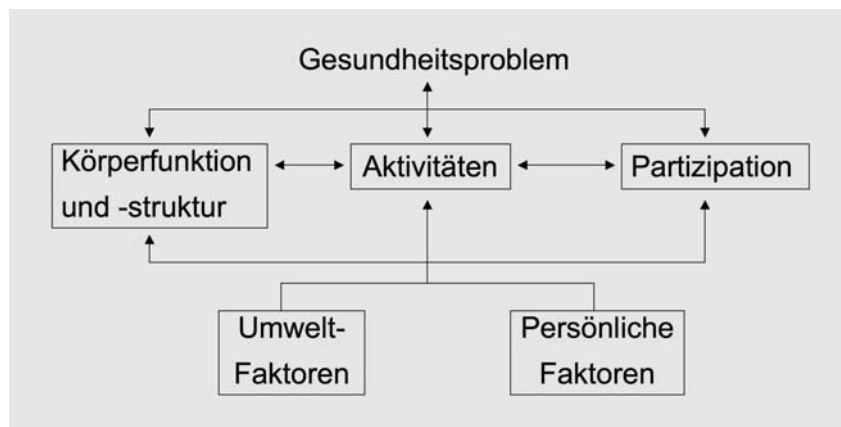 Gesundheitsproblem
Körperfunktion
und -struktur
Aktivitäten
Partizipation
Umwelt-
Faktoren
Persönliche
Faktoren